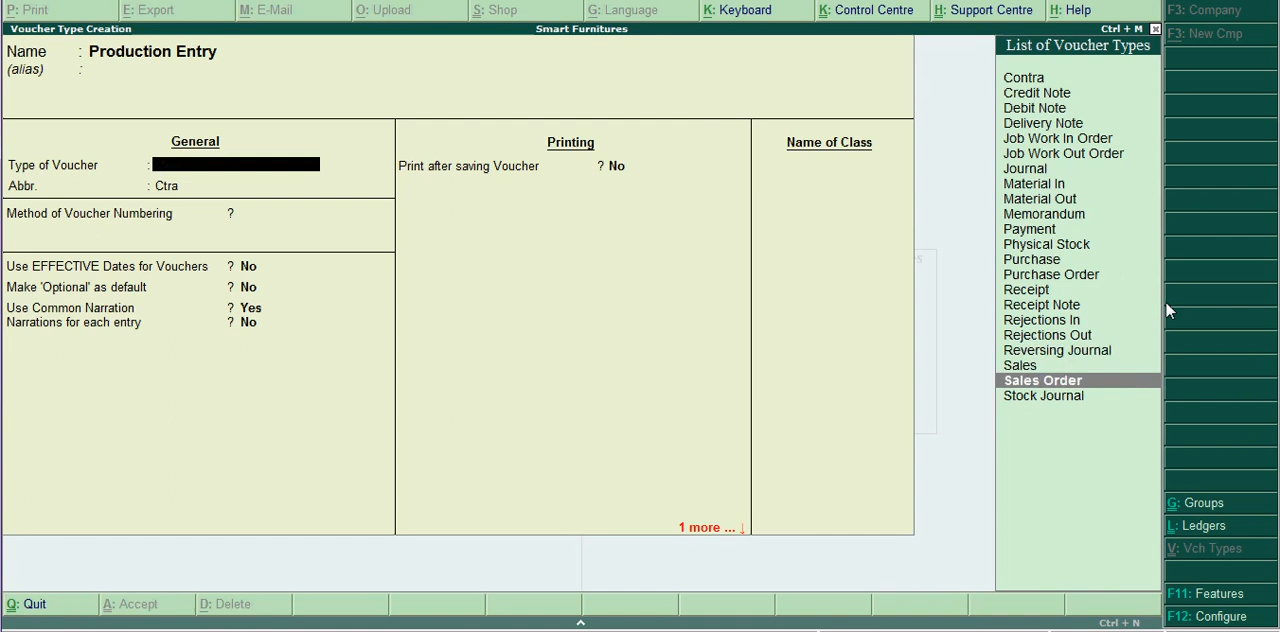 P: Print E: Export M: E-Mail O: Upload S: Shop G: Language K: Keyboard K: Control Centre H: Support Centre H: Help F3: Company
Voucher Type Creation Smart Furnitures Ctrl + M
F3: New Cmp
Name : Production Entry
(alias) :
General
Type of Voucher :
Abbr. : Ctra
Method of Voucher Numbering ?
Use EFFECTIVE Dates for Vouchers ? No
Make 'Optional' as default ? No
Use Common Narration ? Yes
Narrations for each entry ? No
Printing
Print after saving Voucher ? No
1 more ... ↓
Name of Class
List of Voucher Types
Contra
Credit Note
Debit Note
Delivery Note
Job Work In Order
Job Work Out Order
Journal
Material In
Material Out
Memorandum
Payment
Physical Stock
Purchase
Purchase Order
Receipt
Receipt Note
Rejections In
Rejections Out
Reversing Journal
Sales
Sales Order
Stock Journal
G: Groups
L: Ledgers
V: Vch Types
F11: Features
F12: Configure
Q: Quit A: Accept D: Delete
Ctrl + N